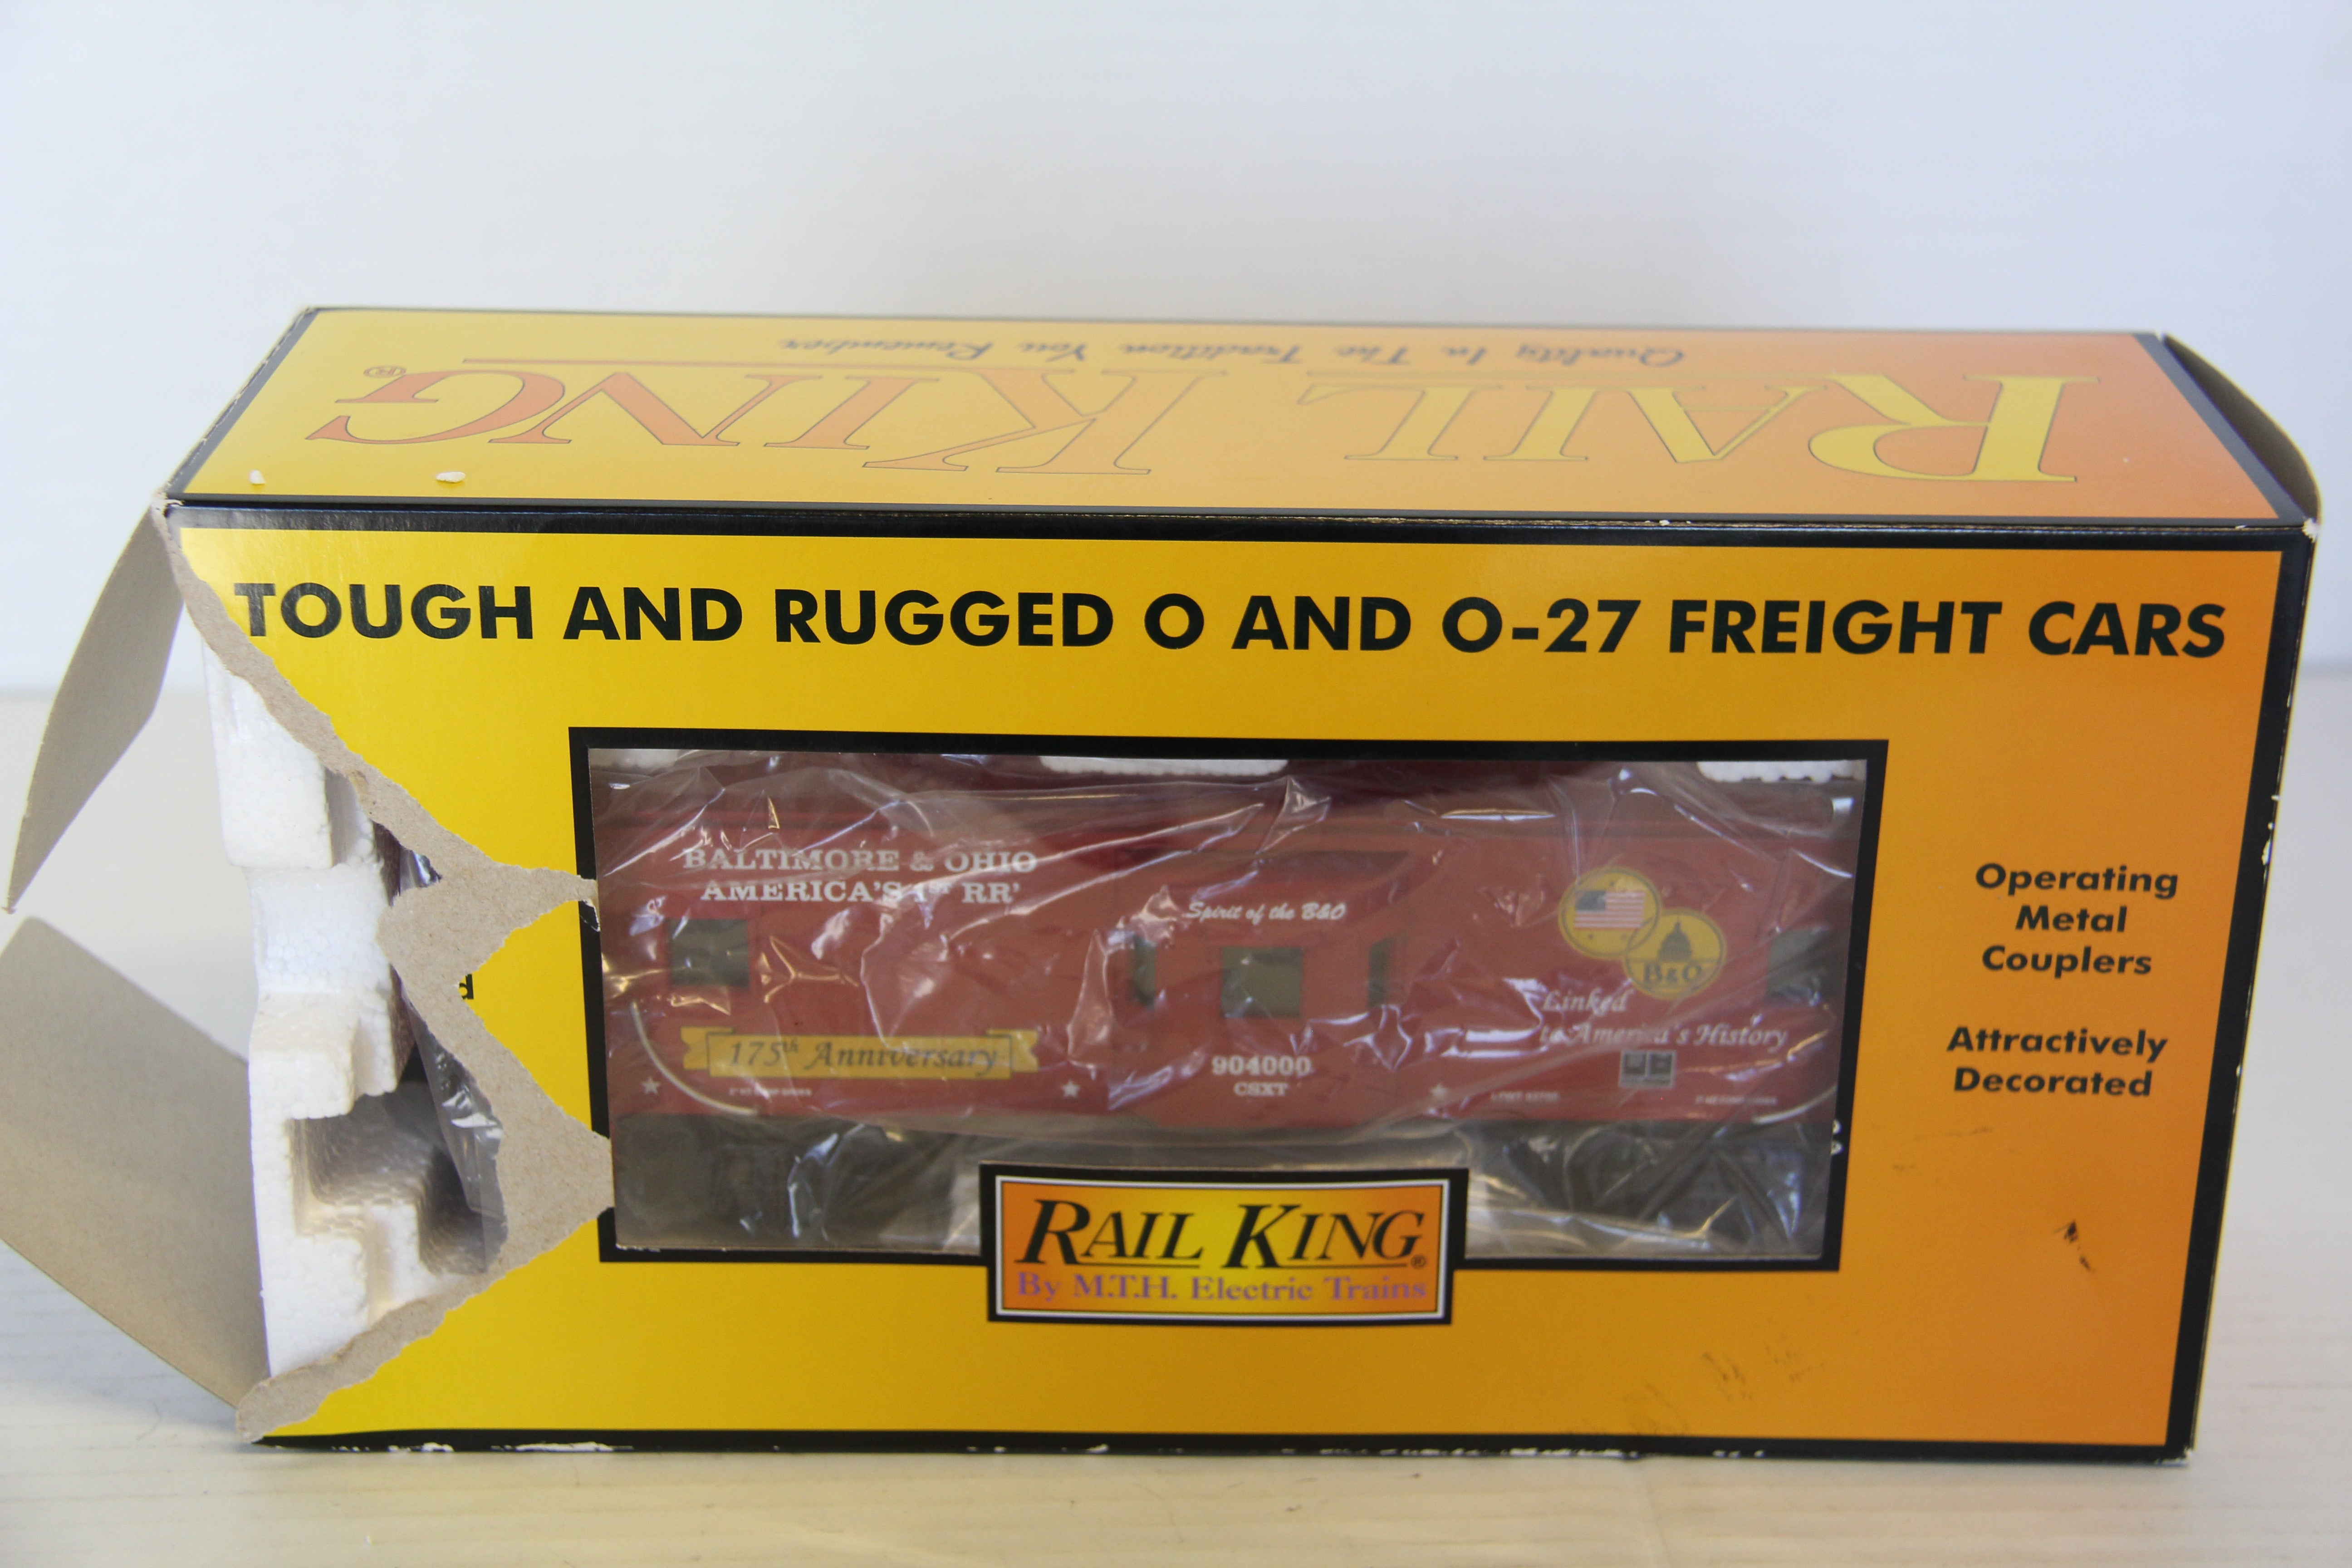 RAIL KING®
Quality In The Tradition You Remember
TOUGH AND RUGGED O AND O-27 FREIGHT CARS
BALTIMORE & OHIO
AMERICA'S 1st RR'
Spirit of the B&O
B&O
Linked
to America's History
175th Anniversary
904000
CSXT
d
Operating
Metal
Couplers
Attractively
Decorated
RAIL KING®
By M.T.H. Electric Trains